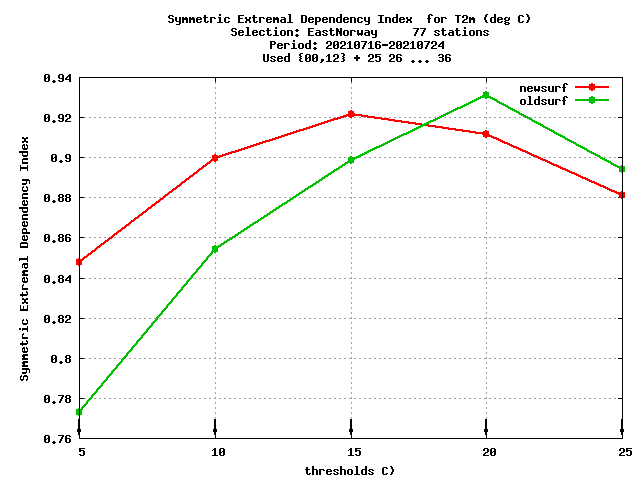 Symmetric Extremal Dependency Index  for T2m (deg C)
Selection: EastNorway     77 stations
Period: 20210716-20210724
Used {00,12} + 25 26 ... 36
newsurf
oldsurf
Symmetric Extremal Dependency Index
0.94
0.92
0.9
0.88
0.86
0.84
0.82
0.8
0.78
0.76
5 10 15 20 25
thresholds C)